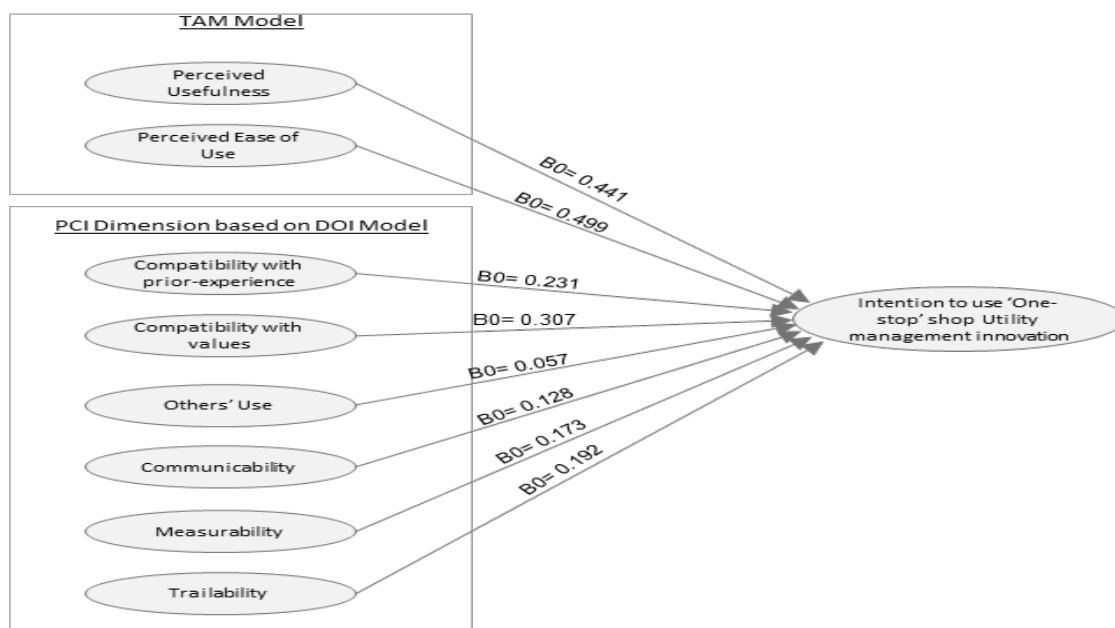 TAM Model
Perceived
Usefulness
Perceived Ease of
Use
B0= 0.441
B0= 0.499
PCI Dimension based on DOI Model
Compatibility with
prior-experience
Compatibility with
values
Others’ Use
Communicability
Measurability
Trailability
B0= 0.231
B0= 0.307
B0= 0.057
B0= 0.128
B0= 0.173
B0= 0.192
Intention to use ‘One-
stop’ shop Utility
management innovation